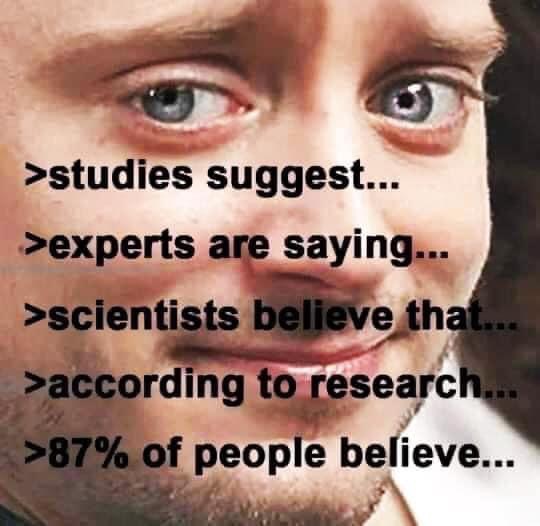 >studies suggest...
>experts are saying...
>scientists believe that...
>according to research...
>87% of people believe...